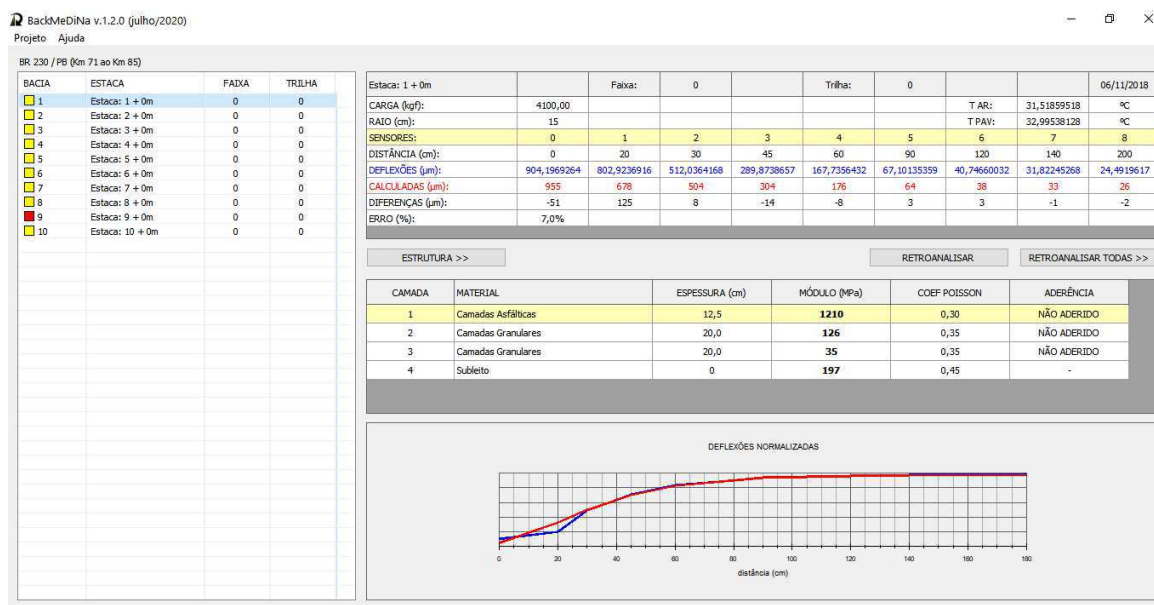 BackMeDiNa v.1.2.0 (julho/2020)
Projeto Ajuda
BR 230 / PB (Km 71 ao Km 85)
BACIA ESTACA FAIXA TRILHA
1 Estaca: 1 + 0m 0 0
2 Estaca: 2 + 0m 0 0
3 Estaca: 3 + 0m 0 0
4 Estaca: 4 + 0m 0 0
5 Estaca: 5 + 0m 0 0
6 Estaca: 6 + 0m 0 0
7 Estaca: 7 + 0m 0 0
8 Estaca: 8 + 0m 0 0
9 Estaca: 9 + 0m 0 0
10 Estaca: 10 + 0m 0 0
Estaca: 1 + 0m Faixa: 0 Trilha: 0 06/11/2018
CARGA (kgf): 4100,00 T AR: 31,51859518 ºC
RAIO (cm): 15 T PAV: 32,99538128 ºC
SENSORES: 0 1 2 3 4 5 6 7 8
DISTÂNCIA (cm): 0 20 30 45 60 90 120 140 200
DEFLEXÕES (µm): 904,1969264 802,9236916 512,0364168 289,8738657 167,7356432 67,10135359 40,74660032 31,82245268 24,4919617
CALCULADAS (µm): 955 678 504 304 176 64 38 33 26
DIFERENÇAS (µm): -51 125 8 -14 -8 3 3 -1 -2
ERRO (%): 7,0%
ESTRUTURA >> RETROANALISAR RETROANALISAR TODAS >>
CAMADA MATERIAL ESPESSURA (cm) MÓDULO (MPa) COEF POISSON ADERÊNCIA
1 Camadas Asfálticas 12,5 1210 0,30 NÃO ADERIDO
2 Camadas Granulares 20,0 126 0,35 NÃO ADERIDO
3 Camadas Granulares 20,0 35 0,35 NÃO ADERIDO
4 Subleito 0 197 0,45 -
DEFLEXÕES NORMALIZADAS
0 20 40 60 80 100 120 140 160 180
distância (cm)